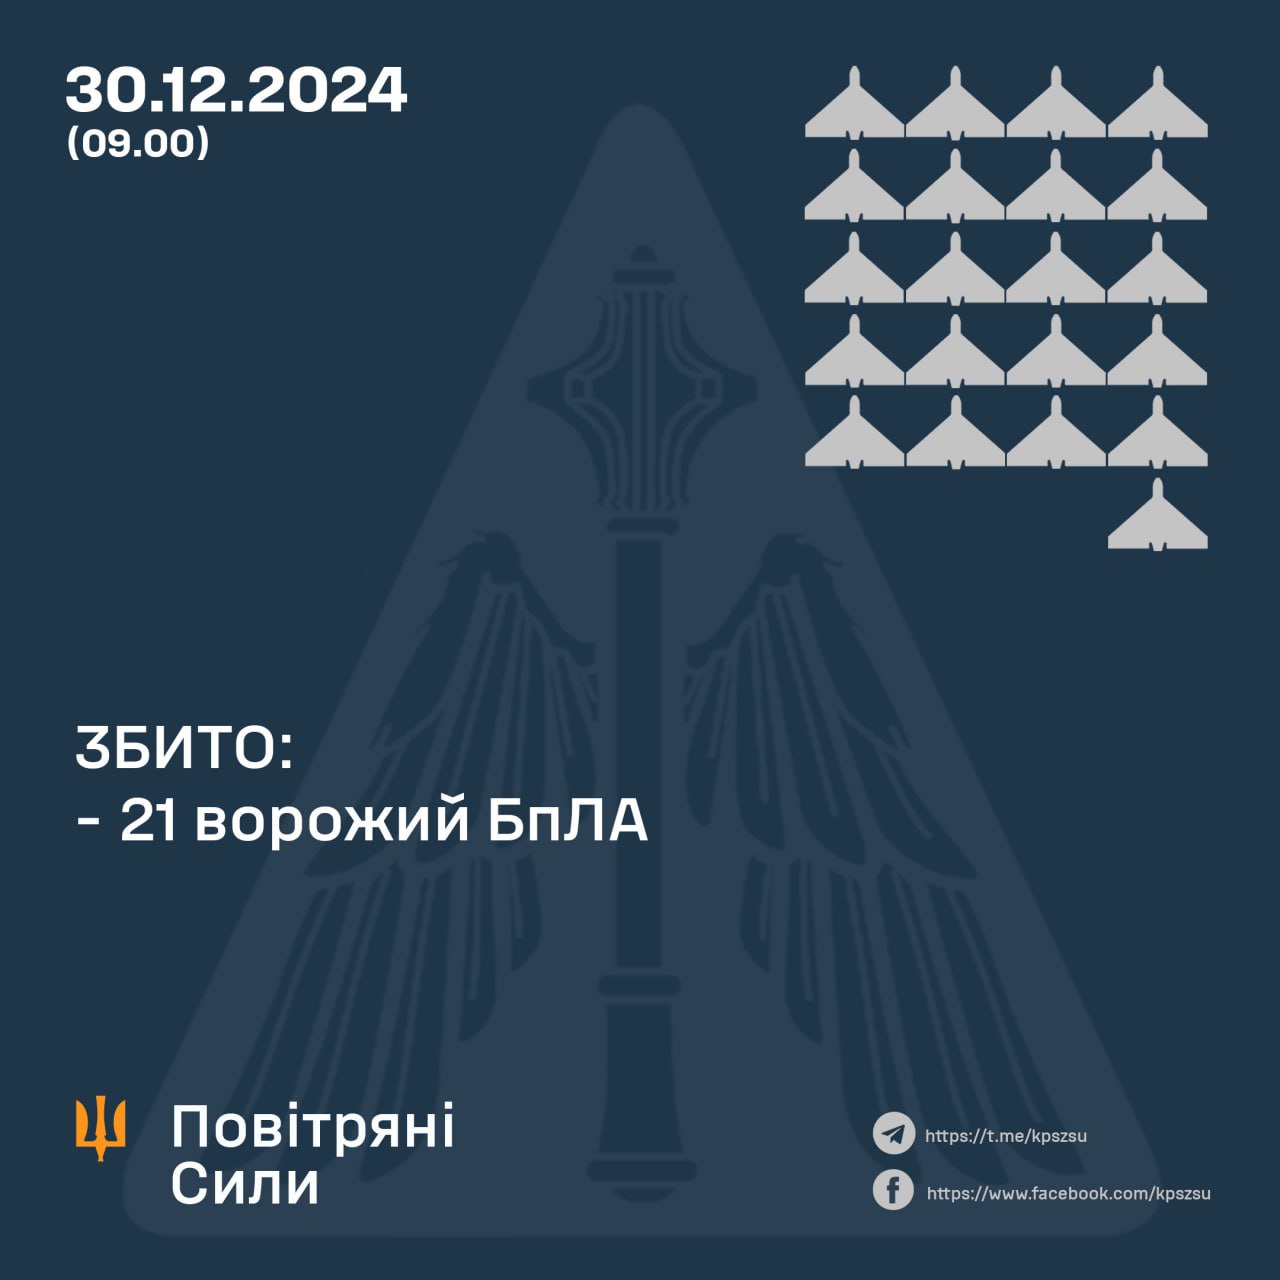 30.12.2024
(09.00)
ЗБИТО:
- 21 ворожий БпЛА
Повітряні
Сили
https://t.me/kpszsu
https://www.facebook.com/kpszsu